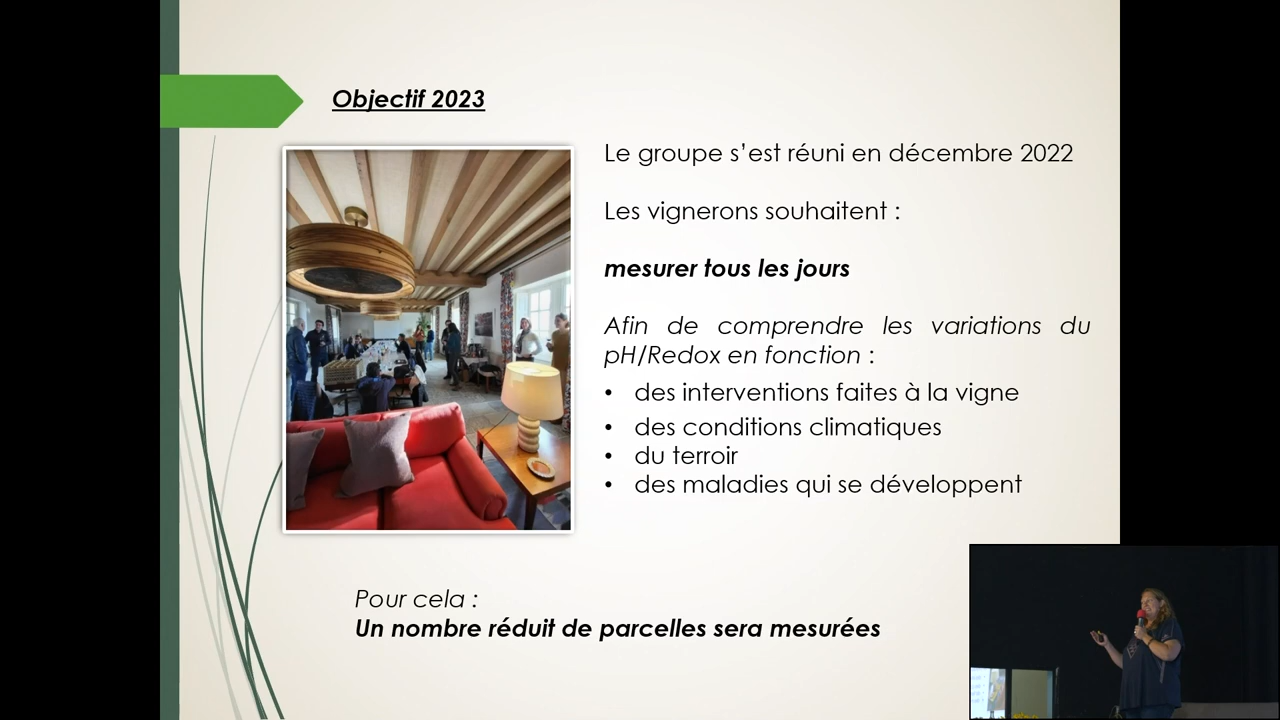 Objectif 2023
Le groupe s'est réuni en décembre 2022
Les vignerons souhaitent :
mesurer tous les jours
Afin de comprendre les variations du
pH/Redox en fonction :
• des interventions faites à la vigne
• des conditions climatiques
• du terroir
• des maladies qui se développent
Pour cela :
Un nombre réduit de parcelles sera mesurées